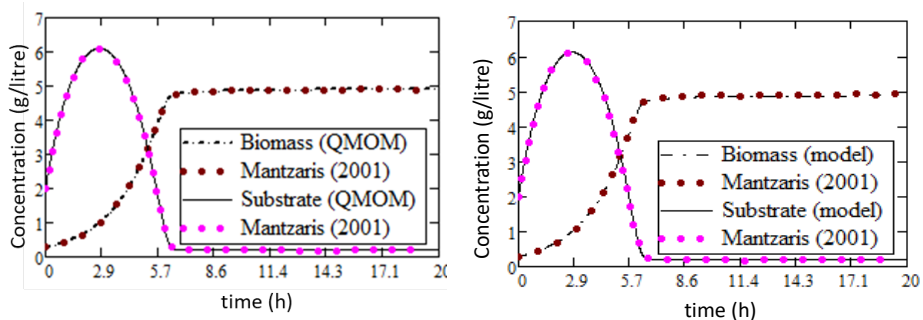 Concentration (g/litre)
7
6
5
4
3
2
1
0
Biomass (QMOM)
Mantzaris (2001)
Substrate (QMOM)
Mantzaris (2001)
0 2.9 5.7 8.6 11.4 14.3 17.1 20
time (h)
Concentration (g/litre)
7
6
5
4
3
2
1
0
Biomass (model)
Mantzaris (2001)
Substrate (model)
Mantzaris (2001)
0 2.9 5.7 8.6 11.4 14.3 17.1 20
time (h)